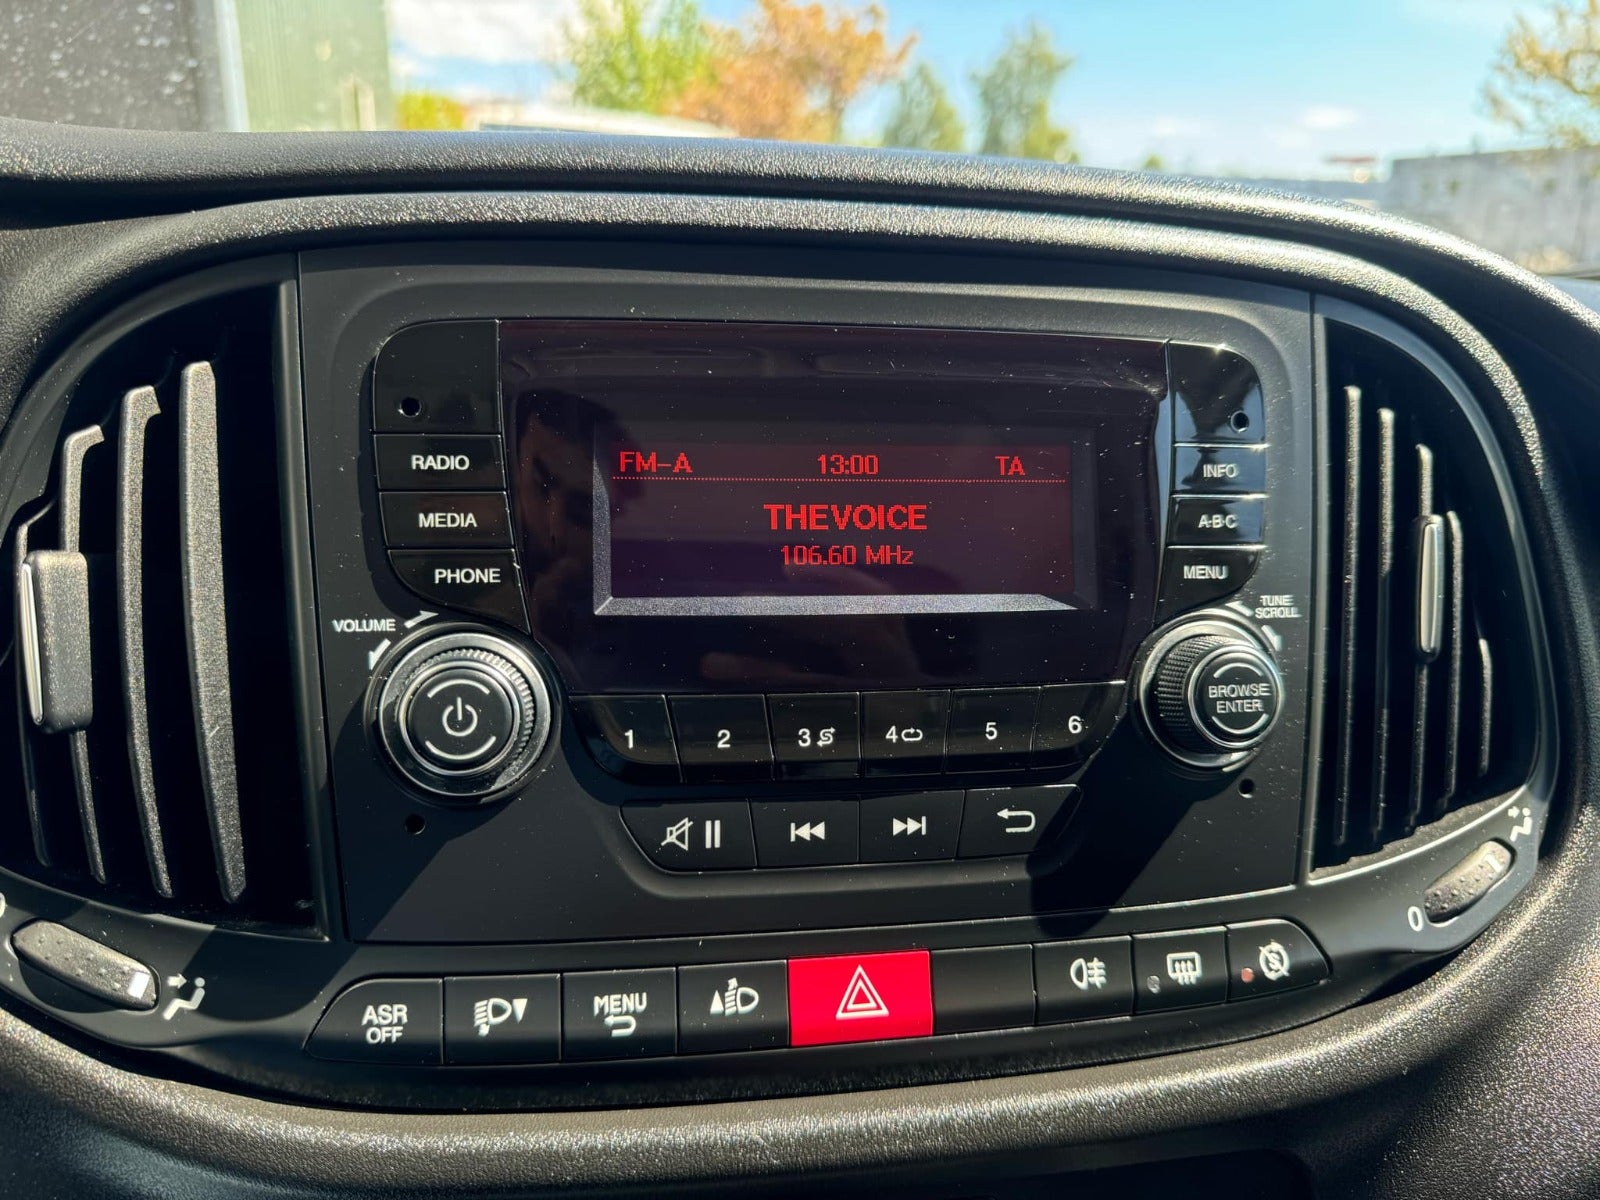 FM-A 13:00 TA
THEVOICE
106.60 MHz
RADIO
MEDIA
PHONE
INFO
A-B-C
MENU
VOLUME
TUNE
SCROLL
BROWSE
ENTER
1 2 3 4 5 6
ASR
OFF
MENU
0